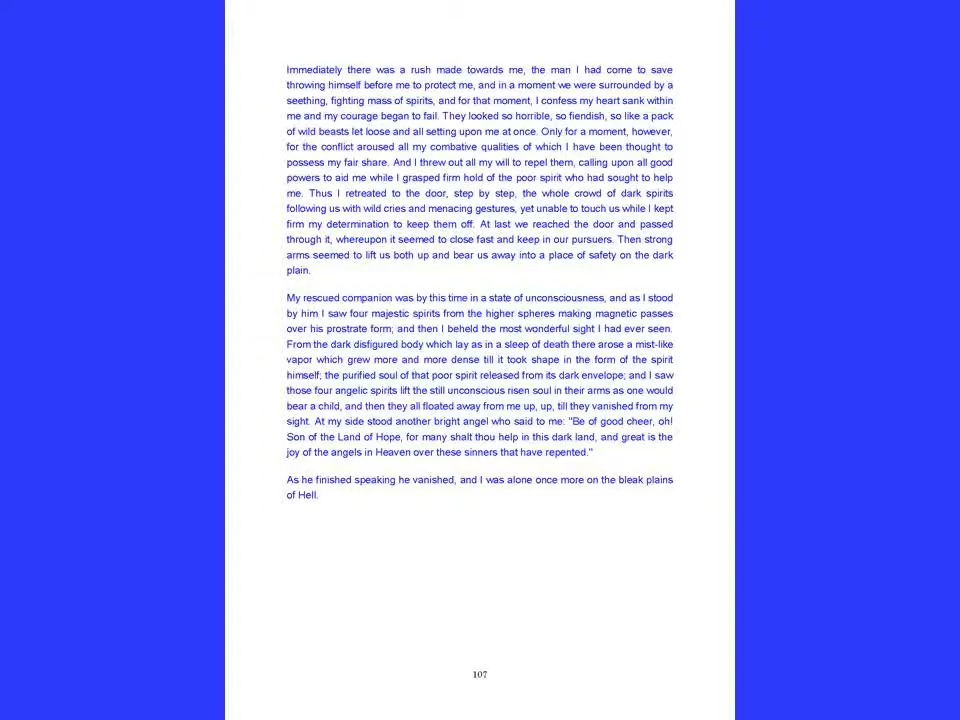 Immediately there was a rush made towards me, the man I had come to save
throwing himself before me to protect me, and in a moment we were surrounded by a
seething, fighting mass of spirits, and for that moment, I confess my heart sank within
me and my courage began to fail. They looked so horrible, so fiendish, so like a pack
of wild beasts let loose and all setting upon me at once. Only for a moment, however,
for the conflict aroused all my combative qualities of which I have been thought to
possess my fair share. And I threw out all my will to repel them, calling upon all good
powers to aid me while I grasped firm hold of the poor spirit who had sought to help
me. Thus I retreated to the door, step by step, the whole crowd of dark spirits
following us with wild cries and menacing gestures, yet unable to touch us while I kept
firm my determination to keep them off. At last we reached the door and passed
through it, whereupon it seemed to close fast and keep in our pursuers. Then strong
arms seemed to lift us both up and bear us away into a place of safety on the dark
plain.
My rescued companion was by this time in a state of unconsciousness, and as I stood
by him I saw four majestic spirits from the higher spheres making magnetic passes
over his prostrate form; and then I beheld the most wonderful sight I had ever seen.
From the dark disfigured body which lay as in a sleep of death there arose a mist-like
vapor which grew more and more dense till it took shape in the form of the spirit
himself; the purified soul of that poor spirit released from its dark envelope; and I saw
those four angelic spirits lift the still unconscious risen soul in their arms as one would
bear a child, and then they all floated away from me up, up, till they vanished from my
sight. At my side stood another bright angel who said to me: "Be of good cheer, oh!
Son of the Land of Hope, for many shalt thou help in this dark land, and great is the
joy of the angels in Heaven over these sinners that have repented."
As he finished speaking he vanished, and I was alone once more on the bleak plains
of Hell.
107